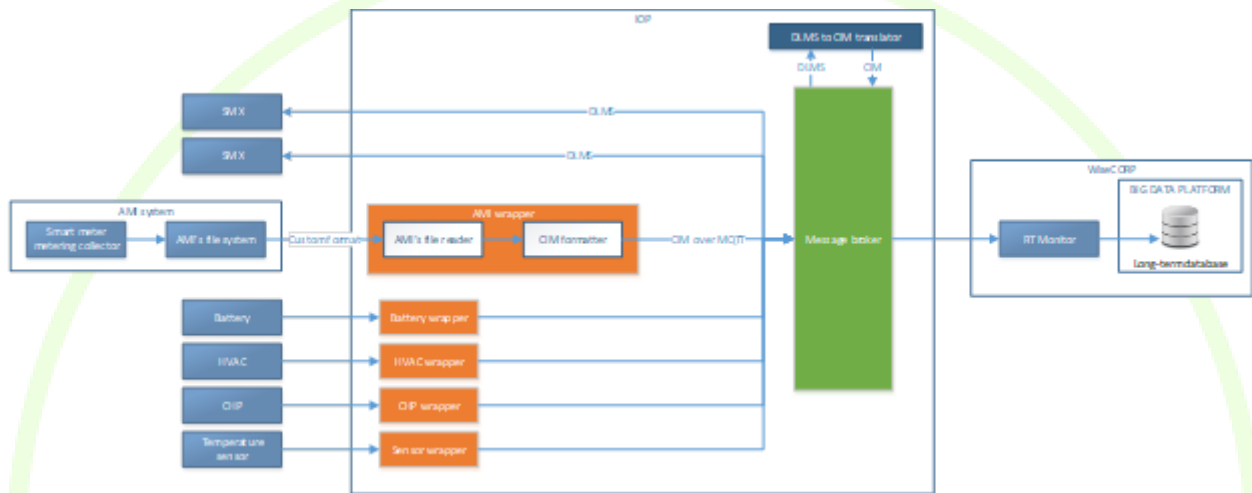 IOP
DLMS to CIM translator
DLMS
CIM
SMX
DLMS
SMX
DLMS
WiseCORP
BIG DATA PLATFORM
AMI system
AMI wrapper
Smart meter
metering collector
AMI's file system
Custom format
AMI's file reader
CIM formatter
CIM over MQTT
Message broker
RT Monitor
Long-term database
Battery
Battery wrapper
HVAC
HVAC wrapper
CHP
CHP wrapper
Temperature
sensor
Sensor wrapper